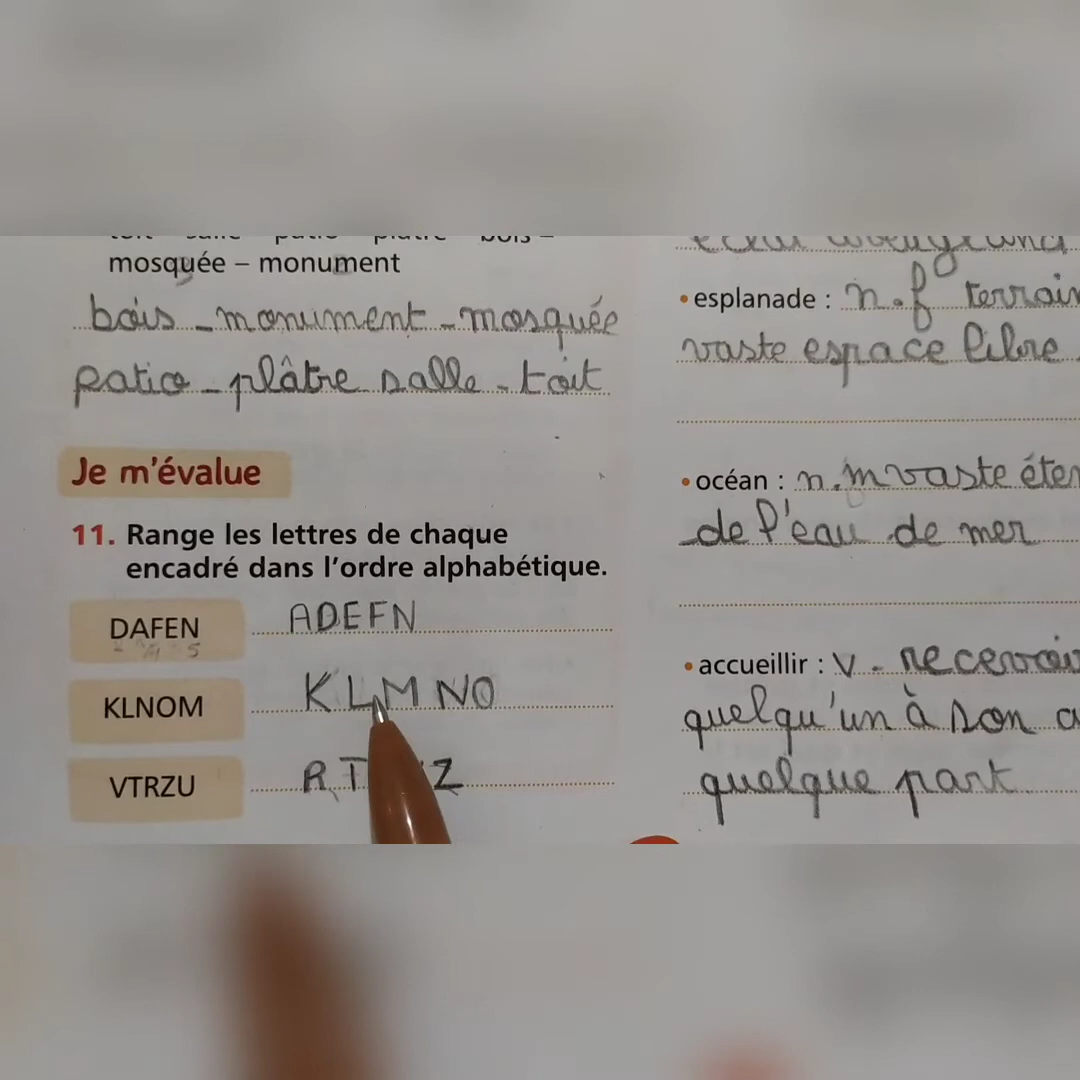 mosquée – monument
bois – monument – mosquée
patio – plâtre salle – toit
Je m'évalue
11. Range les lettres de chaque
encadré dans l'ordre alphabétique.
DAFEN ADEFN
KLNOM KLMNO
VTRZU RT Z
• esplanade : n.f terrain
vaste espace libre
• océan : n.m vaste éten
de l'eau de mer
• accueillir : v - recevoir
quelqu'un à son a
quelque part